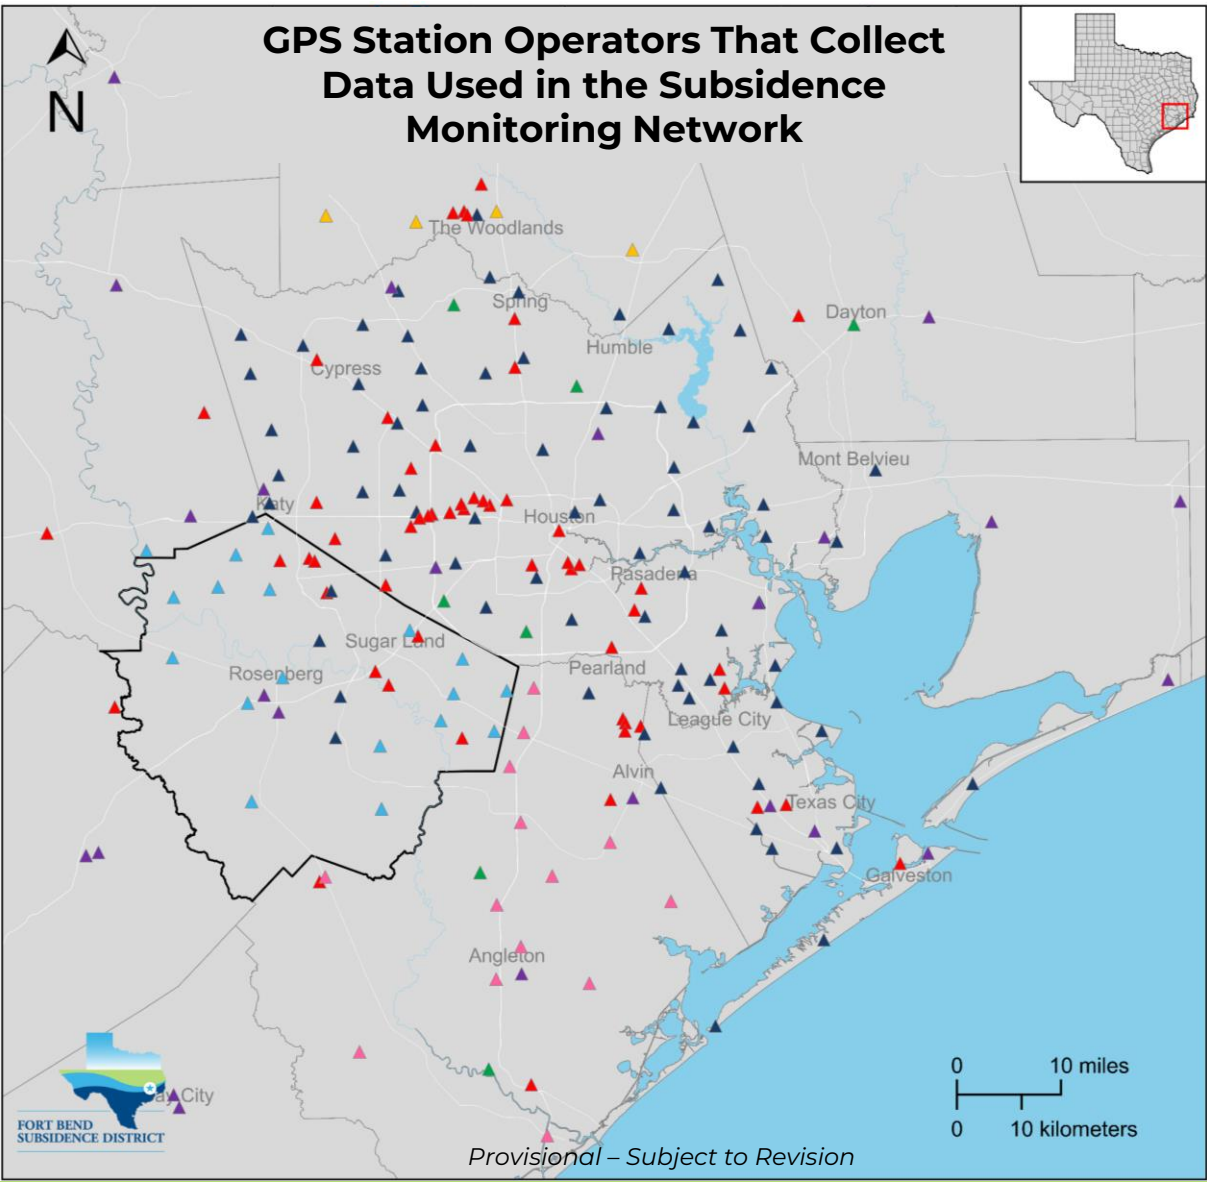 GPS Station Operators That Collect
Data Used in the Subsidence
Monitoring Network
N
The Woodlands
Spring
Dayton
Humble
Cypress
Mont Belvieu
Katy
Houston
Pasadena
Sugar Land
Pearland
Rosenberg
League City
Alvin
Texas City
Galveston
Angleton
0 10 miles
ay City
FORT BEND
SUBSIDENCE DISTRICT
0 10 kilometers
Provisional – Subject to Revision